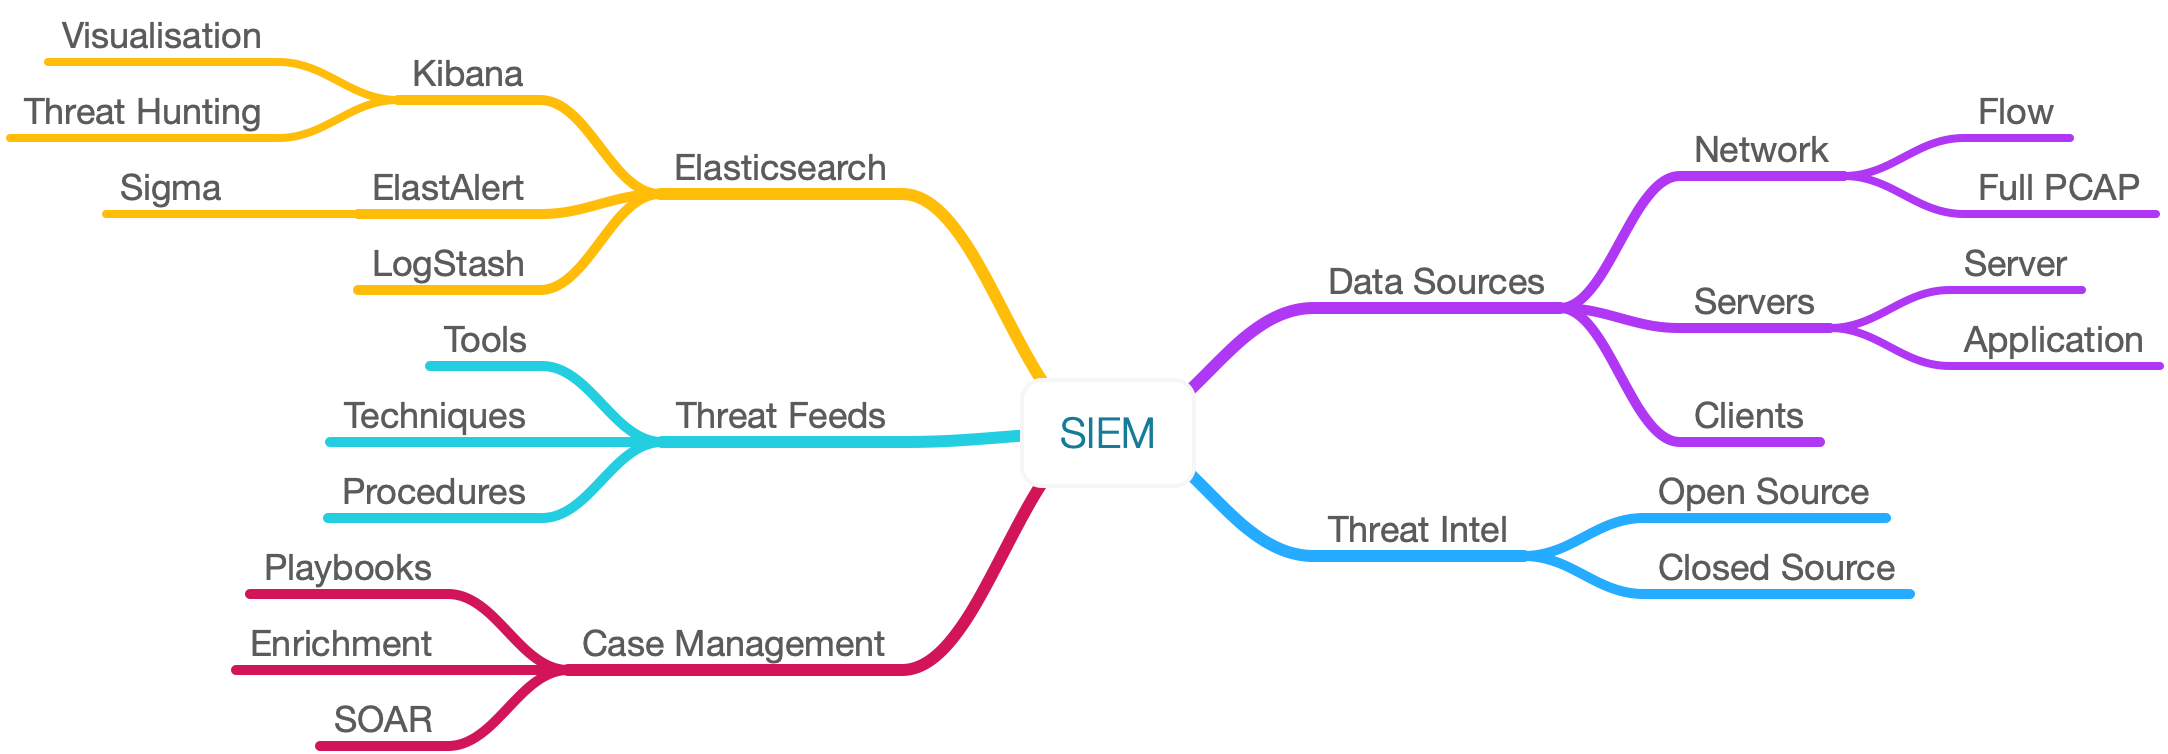 Visualisation
Kibana
Threat Hunting
Elasticsearch
Sigma
ElastAlert
LogStash
Tools
Techniques
Threat Feeds
Procedures
Playbooks
Enrichment
Case Management
SOAR
SIEM
Data Sources
Network
Flow
Full PCAP
Servers
Server
Application
Clients
Threat Intel
Open Source
Closed Source